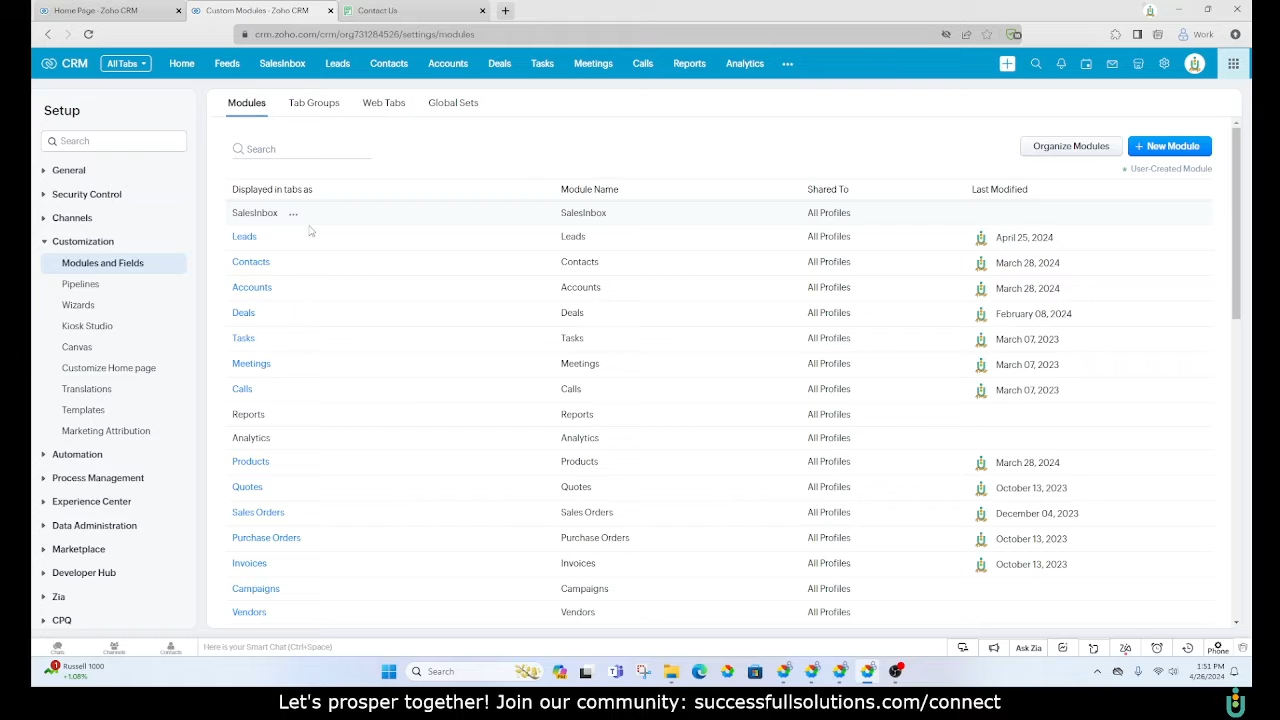 Home Page - Zoho CRM
Custom Modules - Zoho CRM
Contact Us
crm.zoho.com/crm/org731284526/settings/modules
Work
CRM
All Tabs
Home
Feeds
SalesInbox
Leads
Contacts
Accounts
Deals
Tasks
Meetings
Calls
Reports
Analytics
Setup
Search
General
Security Control
Channels
Customization
Modules and Fields
Pipelines
Wizards
Kiosk Studio
Canvas
Customize Home page
Translations
Templates
Marketing Attribution
Automation
Process Management
Experience Center
Data Administration
Marketplace
Developer Hub
Zia
CPQ
Modules
Tab Groups
Web Tabs
Global Sets
Search
Organize Modules
+ New Module
* User-Created Module
Displayed in tabs as Module Name Shared To Last Modified
SalesInbox ... SalesInbox All Profiles
Leads Leads All Profiles April 25, 2024
Contacts Contacts All Profiles March 28, 2024
Accounts Accounts All Profiles March 28, 2024
Deals Deals All Profiles February 08, 2024
Tasks Tasks All Profiles March 07, 2023
Meetings Meetings All Profiles March 07, 2023
Calls Calls All Profiles March 07, 2023
Reports Reports All Profiles
Analytics Analytics All Profiles
Products Products All Profiles March 28, 2024
Quotes Quotes All Profiles October 13, 2023
Sales Orders Sales Orders All Profiles December 04, 2023
Purchase Orders Purchase Orders All Profiles October 13, 2023
Invoices Invoices All Profiles October 13, 2023
Campaigns Campaigns All Profiles
Vendors Vendors All Profiles
Chats
Channels
Contacts
Here is your Smart Chat (Ctrl+Space)
Ask Zia
Phone
Russell 1000
+1.08%
Search
1:51 PM
4/26/2024
Let's prosper together! Join our community: successfullsolutions.com/connect